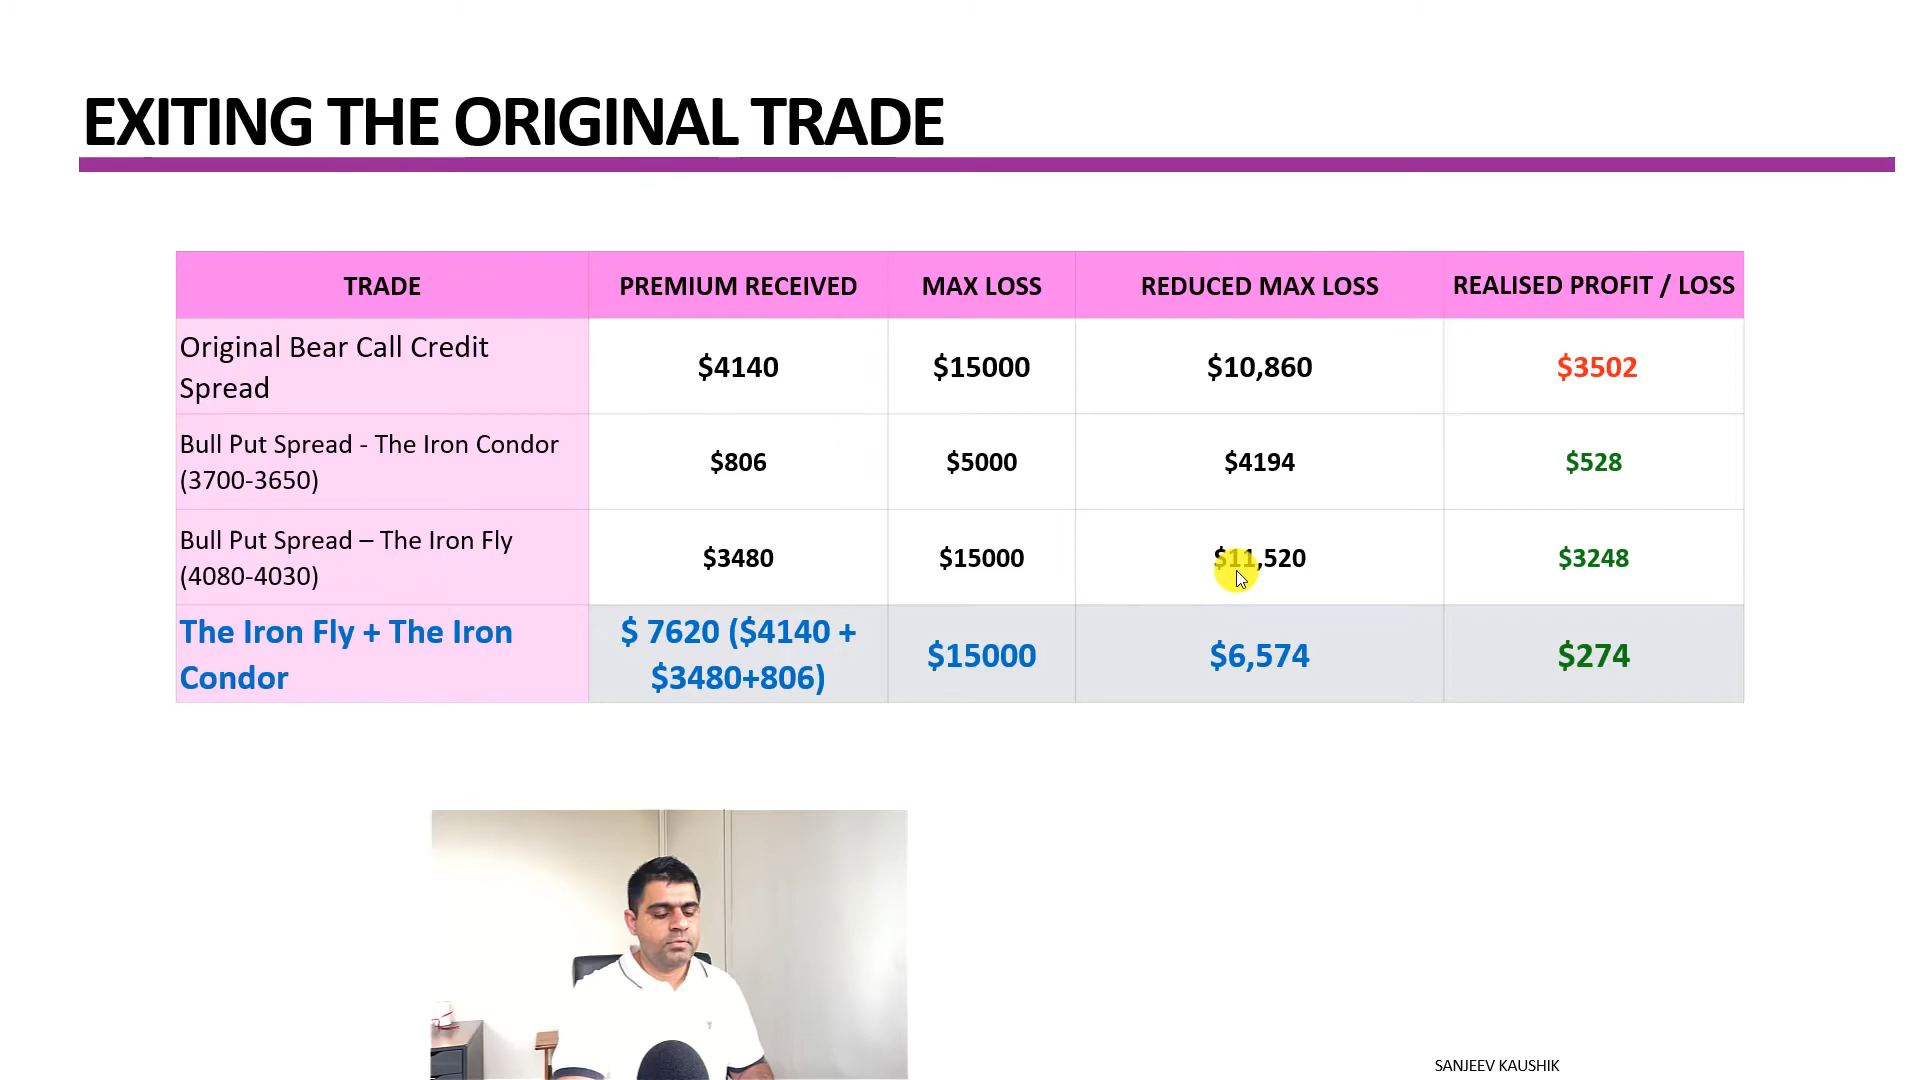 EXITING THE ORIGINAL TRADE
TRADE PREMIUM RECEIVED MAX LOSS REDUCED MAX LOSS REALISED PROFIT / LOSS
Original Bear Call Credit
Spread
$4140 $15000 $10,860 $3502
Bull Put Spread - The Iron Condor
(3700-3650)
$806 $5000 $4194 $528
Bull Put Spread – The Iron Fly
(4080-4030)
$3480 $15000 $11,520 $3248
The Iron Fly + The Iron
Condor
$ 7620 ($4140 +
$3480+806)
$15000 $6,574 $274
SANJEEV KAUSHIK